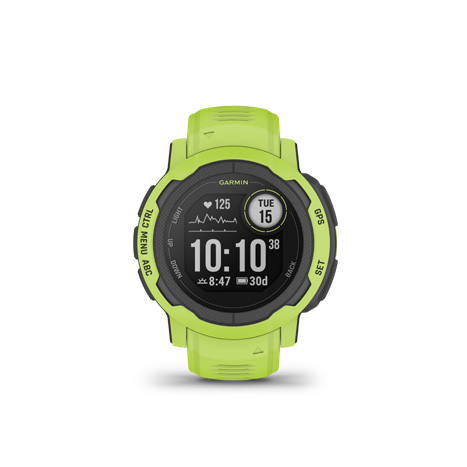 GARMIN
125
TUE
15
10:10
38
8:47
30d
LIGHT
UP
DOWN
BACK
CTRL
MENU
ABC
GPS
SET